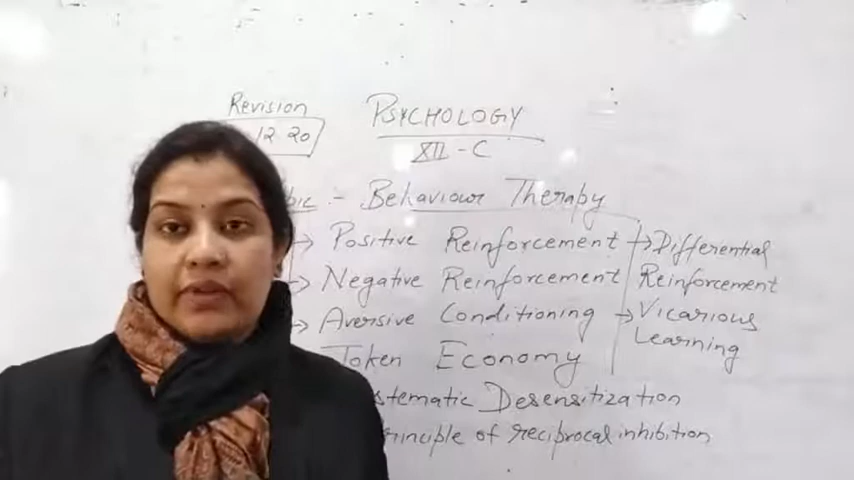 Revision
12 20
PSYCHOLOGY
XII - C
:- Behaviour Therapy
→ Positive Reinforcement
→ Negative Reinforcement
→ Aversive Conditioning
Token Economy
Desensitization
of reciprocal inhibition
→ Differential
Reinforcement
→ Vicarious
Learning